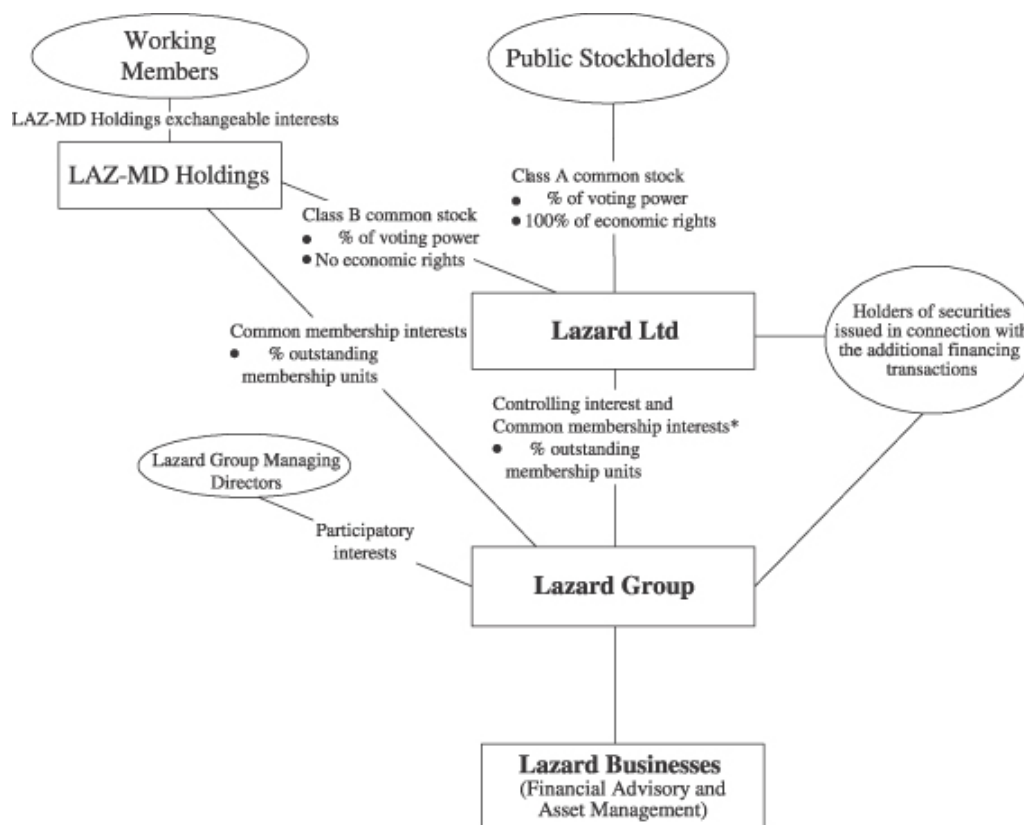 Working
Members
Public Stockholders
LAZ-MD Holdings exchangeable interests
LAZ-MD Holdings
Class A common stock
● % of voting power
● 100% of economic rights
Class B common stock
● % of voting power
● No economic rights
Lazard Ltd
Holders of securities
issued in connection with
the additional financing
transactions
Common membership interests
● % outstanding
membership units
Controlling interest and
Common membership interests*
● % outstanding
membership units
Lazard Group Managing
Directors
Participatory
interests
Lazard Group
Lazard Businesses
(Financial Advisory and
Asset Management)